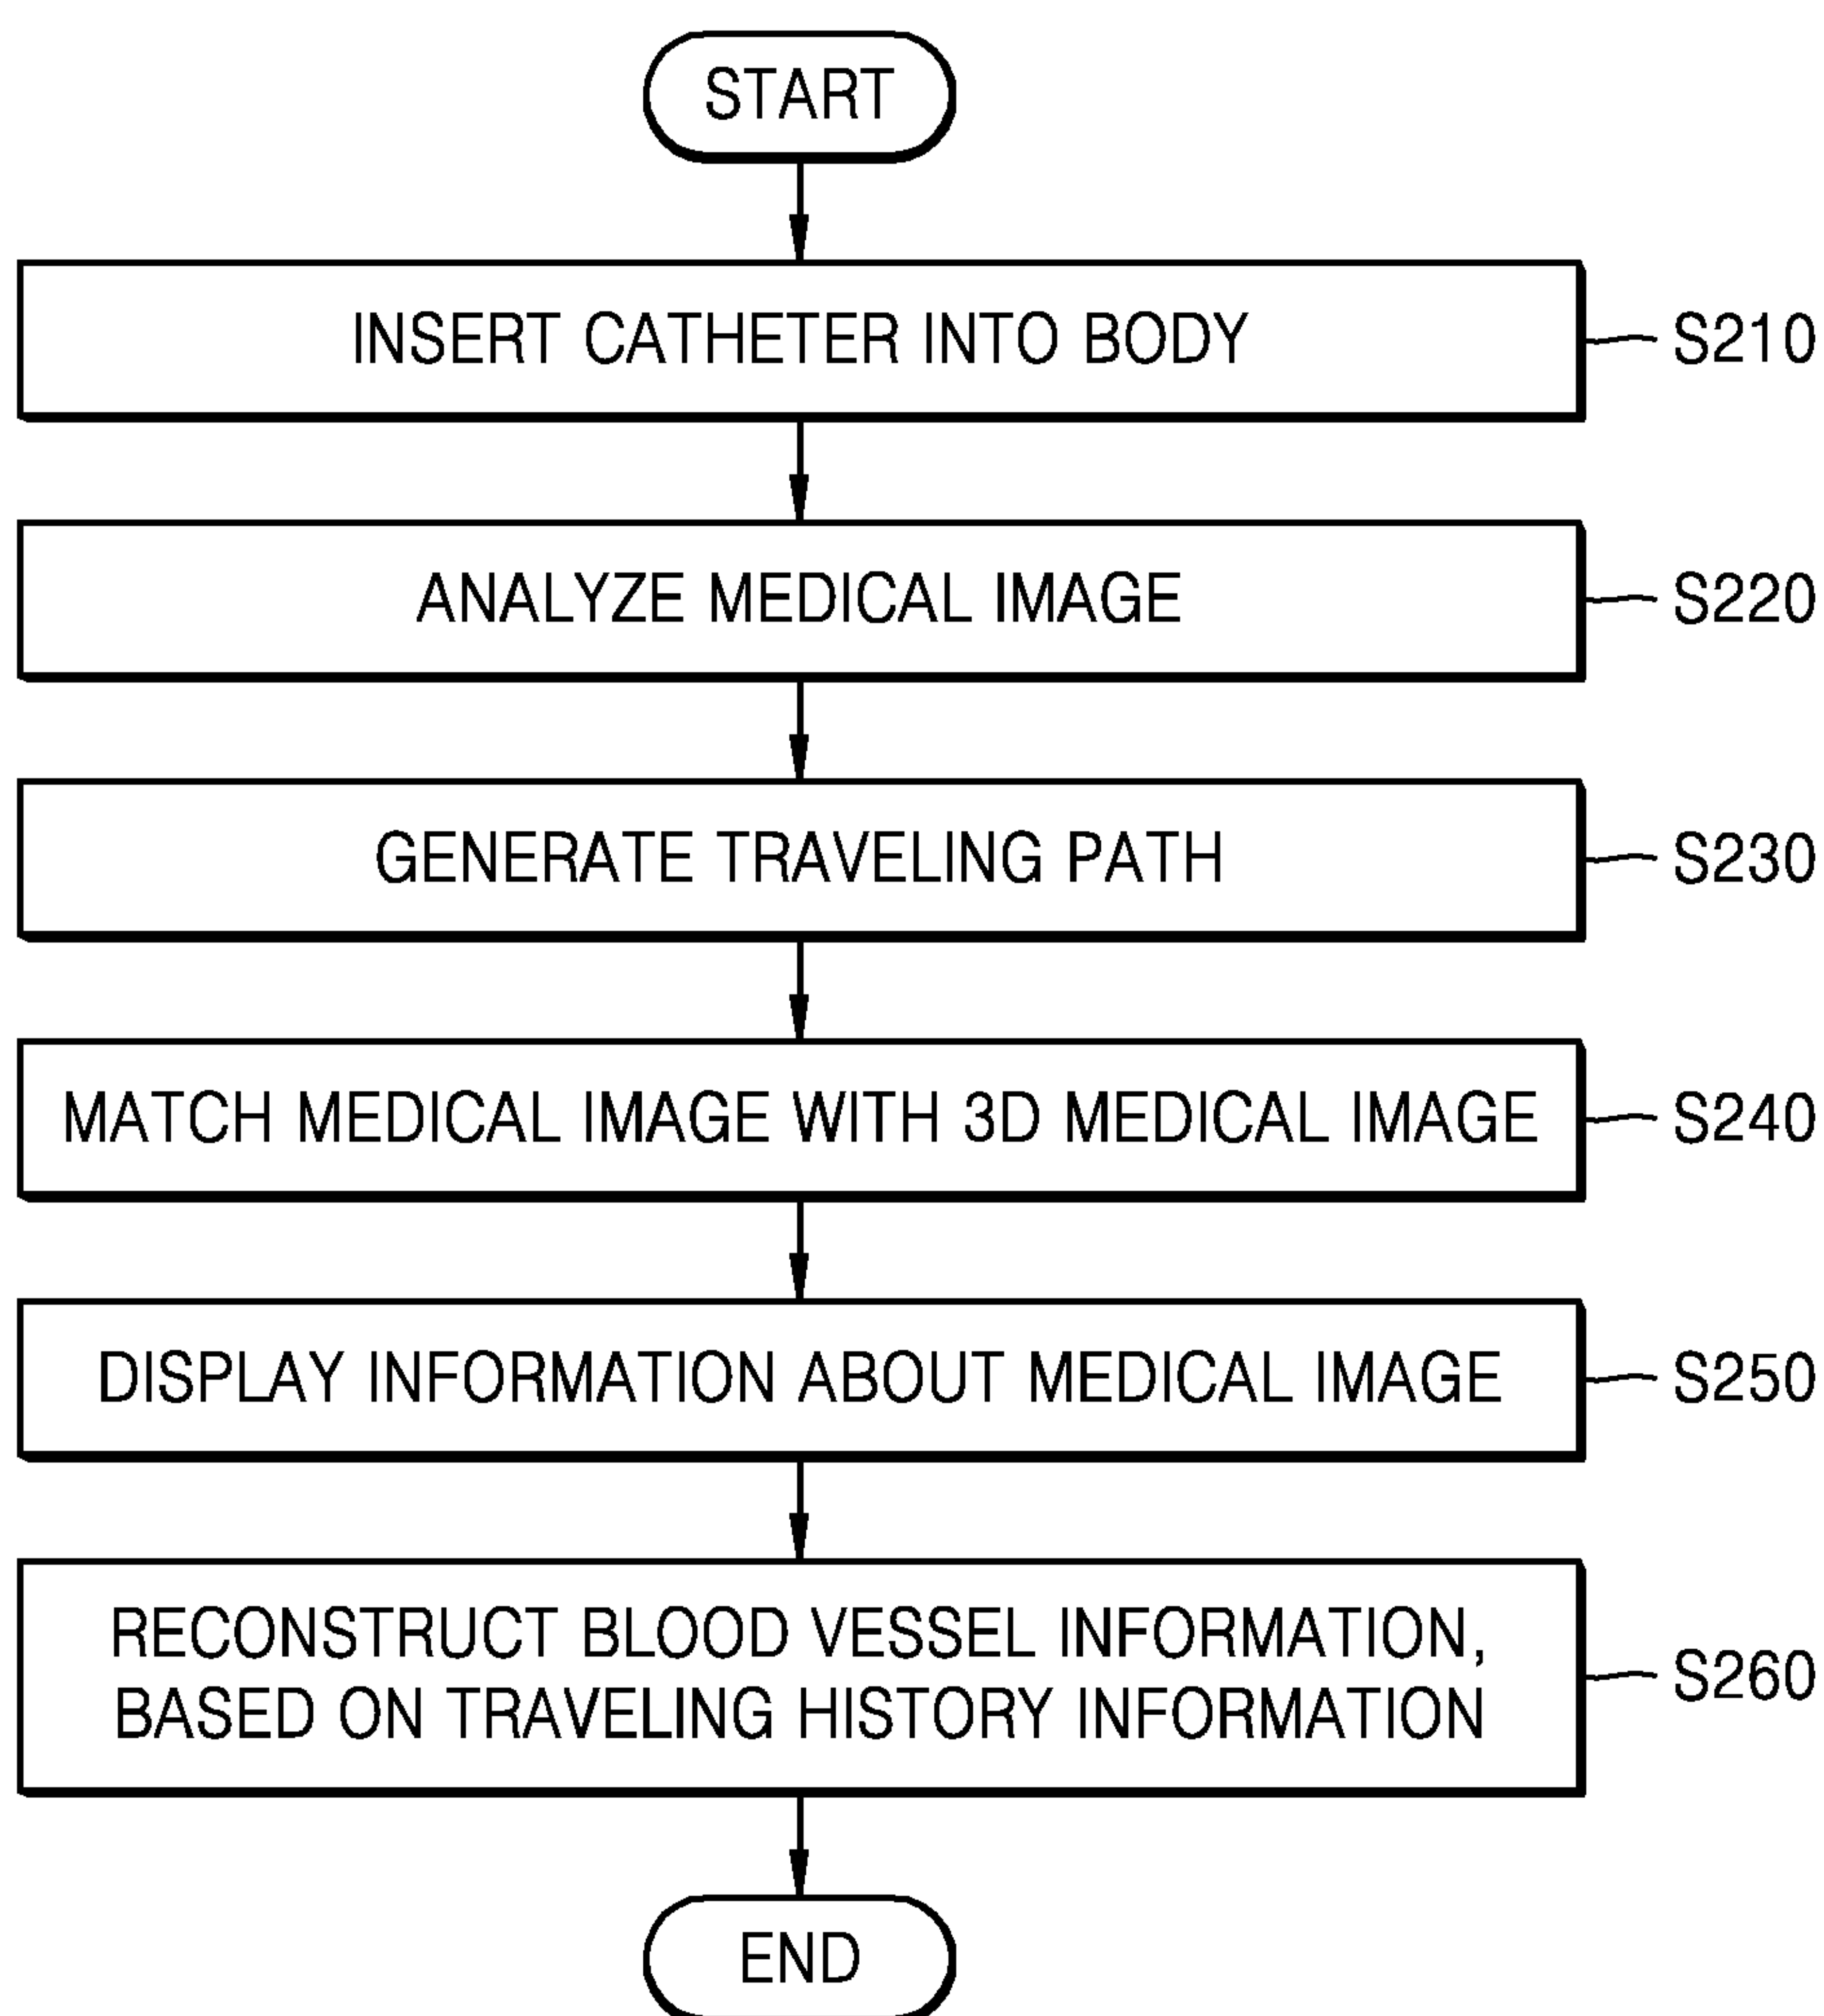 START
INSERT CATHETER INTO BODY
S210
ANALYZE MEDICAL IMAGE
S220
GENERATE TRAVELING PATH
S230
MATCH MEDICAL IMAGE WITH 3D MEDICAL IMAGE
S240
DISPLAY INFORMATION ABOUT MEDICAL IMAGE
S250
RECONSTRUCT BLOOD VESSEL INFORMATION,
BASED ON TRAVELING HISTORY INFORMATION
S260
END